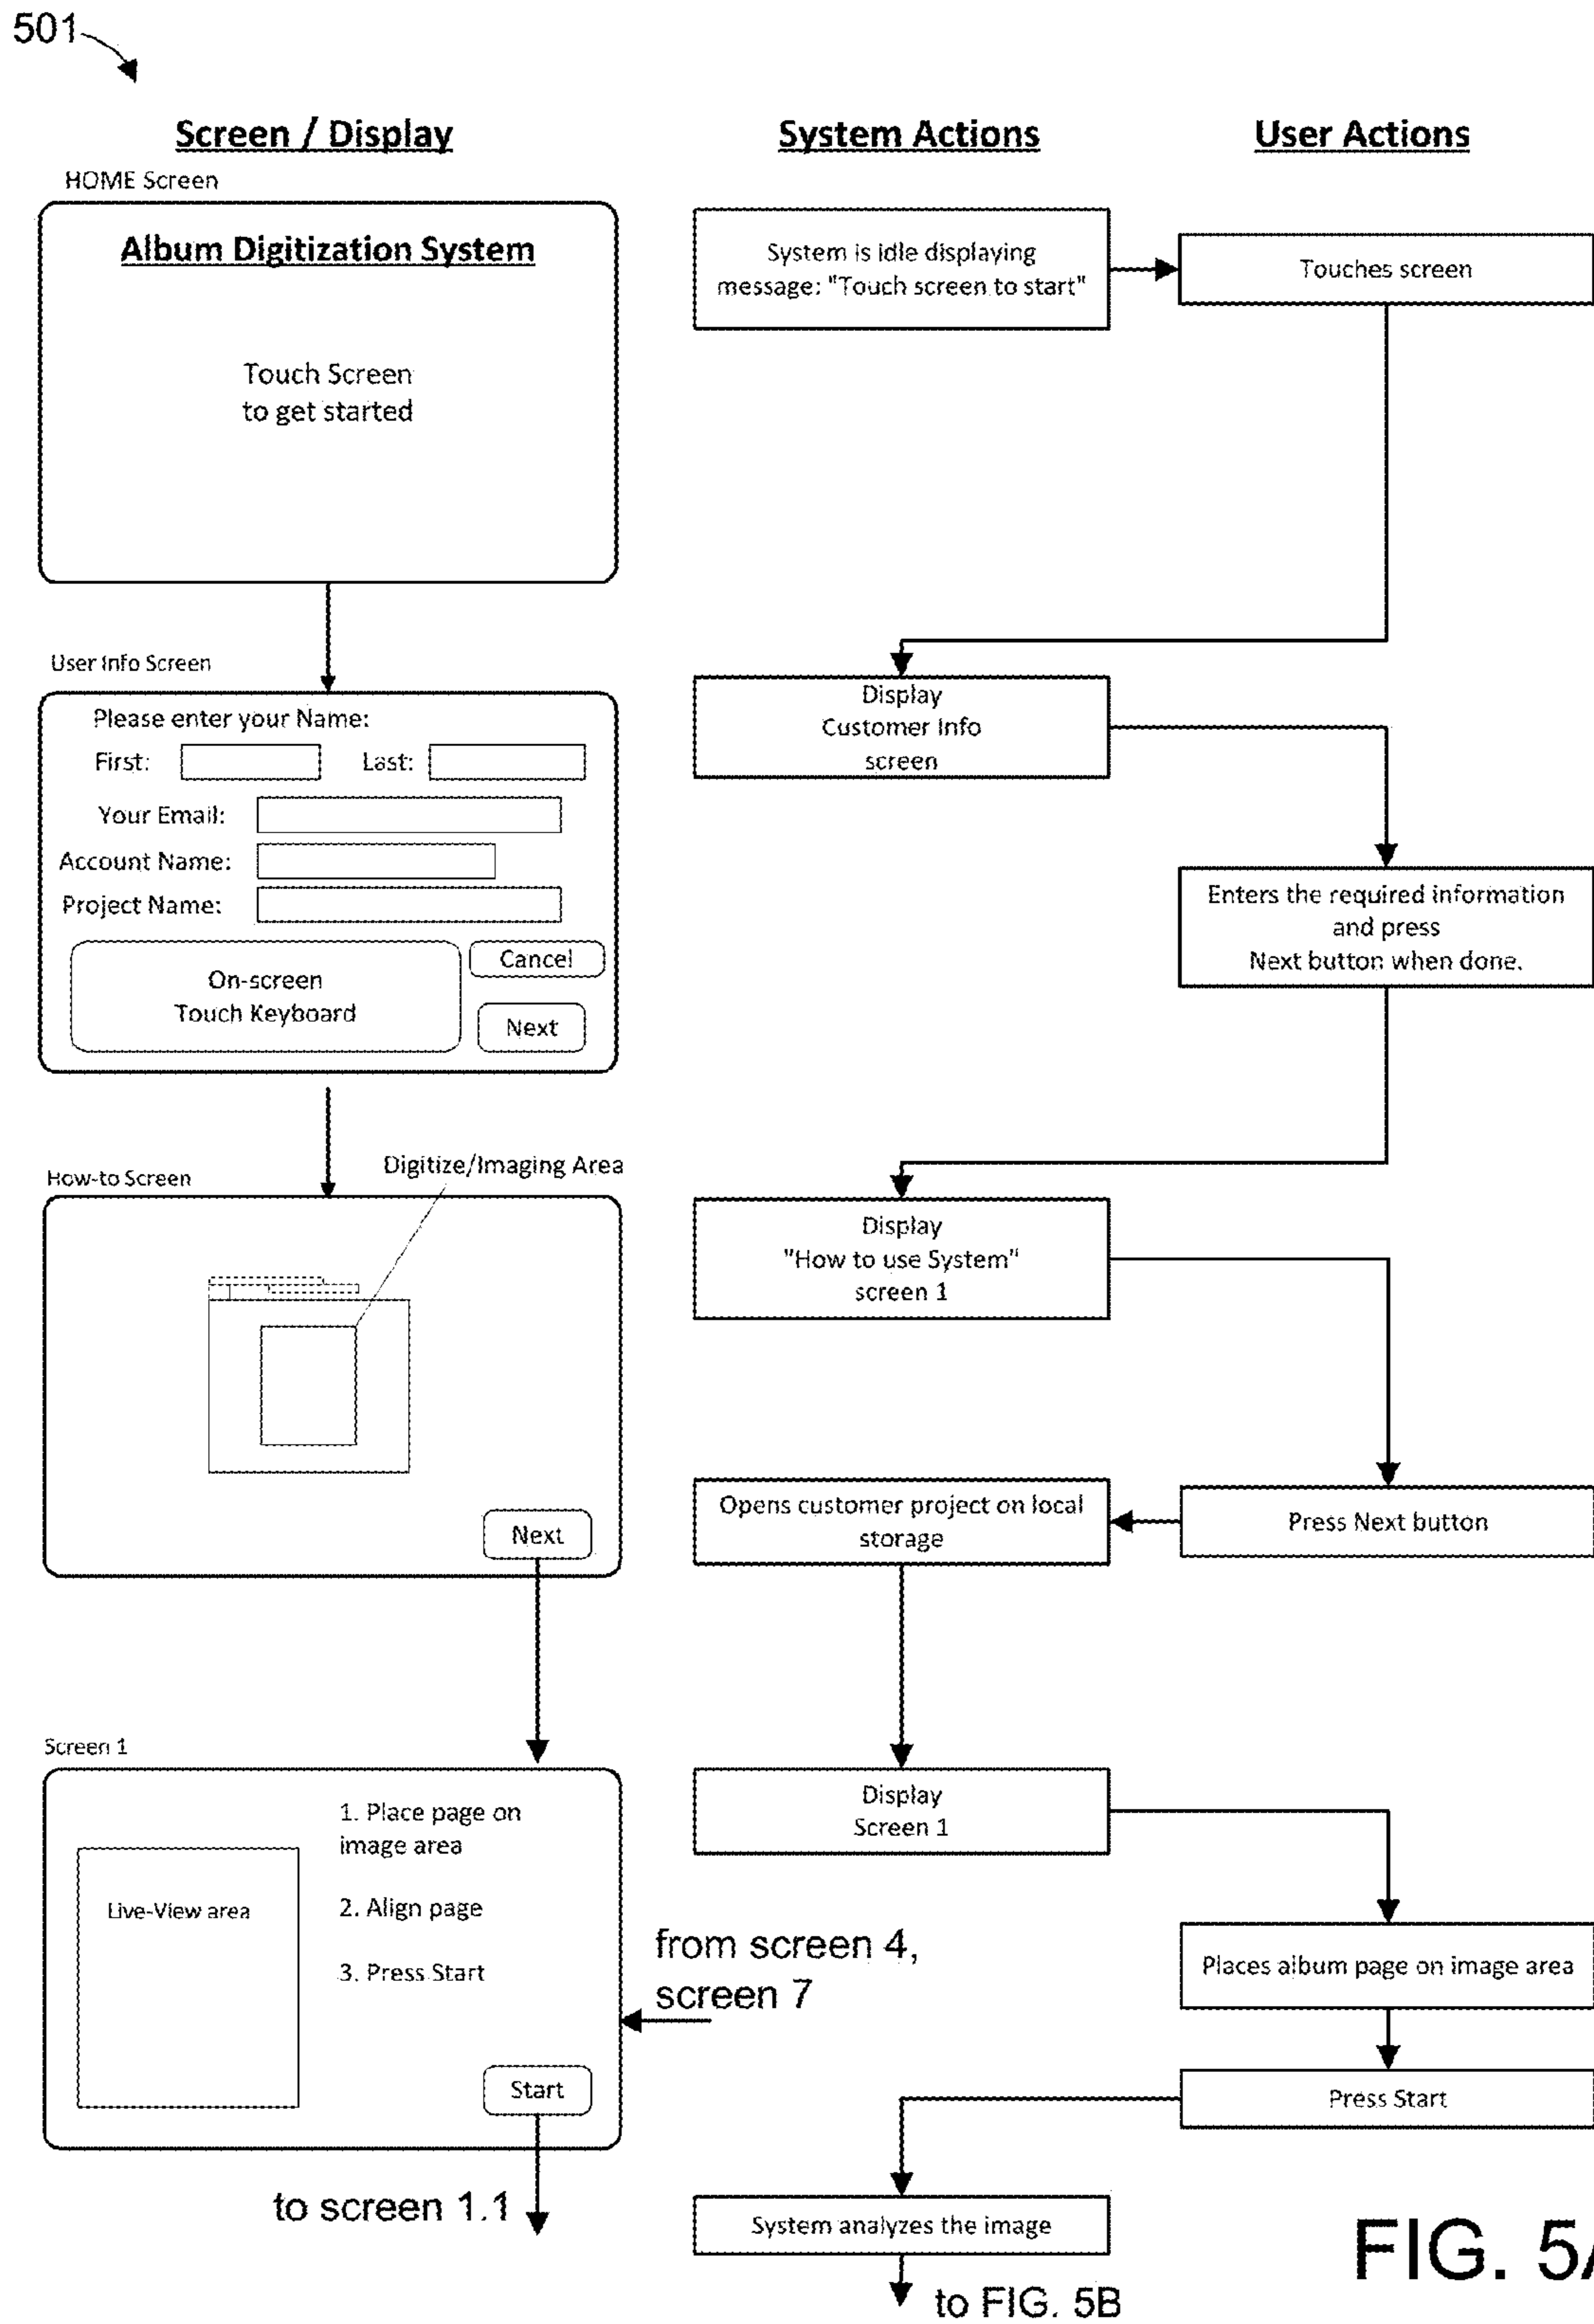 501
Screen / Display
System Actions
User Actions
HOME Screen
Album Digitization System
Touch Screen
to get started
System is idle displaying
message: "Touch screen to start"
Touches screen
User Info Screen
Please enter your Name:
First:
Last:
Your Email:
Account Name:
Project Name:
On-screen
Touch Keyboard
Cancel
Next
Display
Customer Info
screen
Enters the required information
and press
Next button when done.
How-to Screen
Digitize/Imaging Area
Next
Display
"How to use System"
screen 1
Opens customer project on local
storage
Press Next button
Screen 1
Live-View area
1. Place page on
image area
2. Align page
3. Press Start
Start
from screen 4,
screen 7
to screen 1.1
Display
Screen 1
Places album page on image area
Press Start
System analyzes the image
to FIG. 5B
FIG. 5A